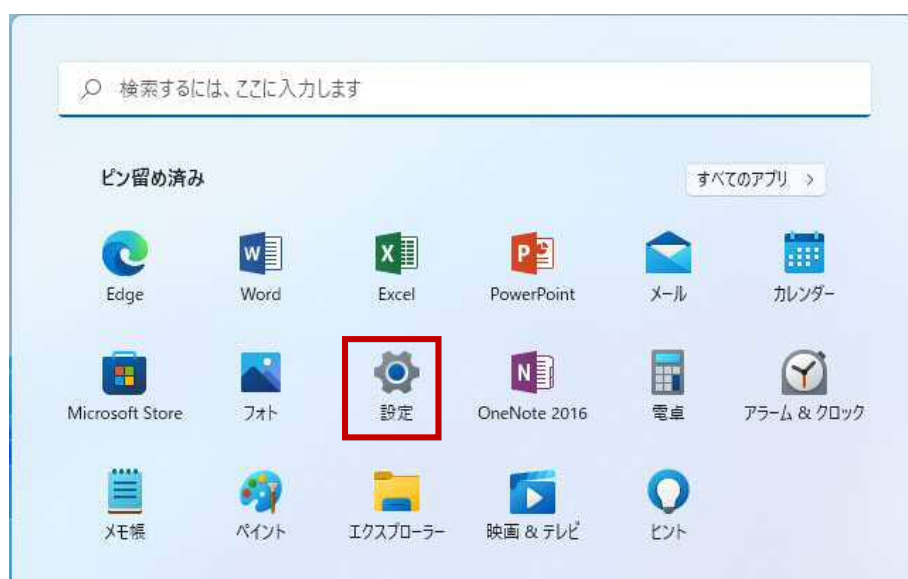 検索するには、ここに入力します
ピン留め済み
すべてのアプリ >
Edge
Word
Excel
PowerPoint
メール
カレンダー
Microsoft Store
フォト
設定
OneNote 2016
電卓
アラーム & クロック
メモ帳
ペイント
エクスプローラー
映画 & テレビ
ヒント